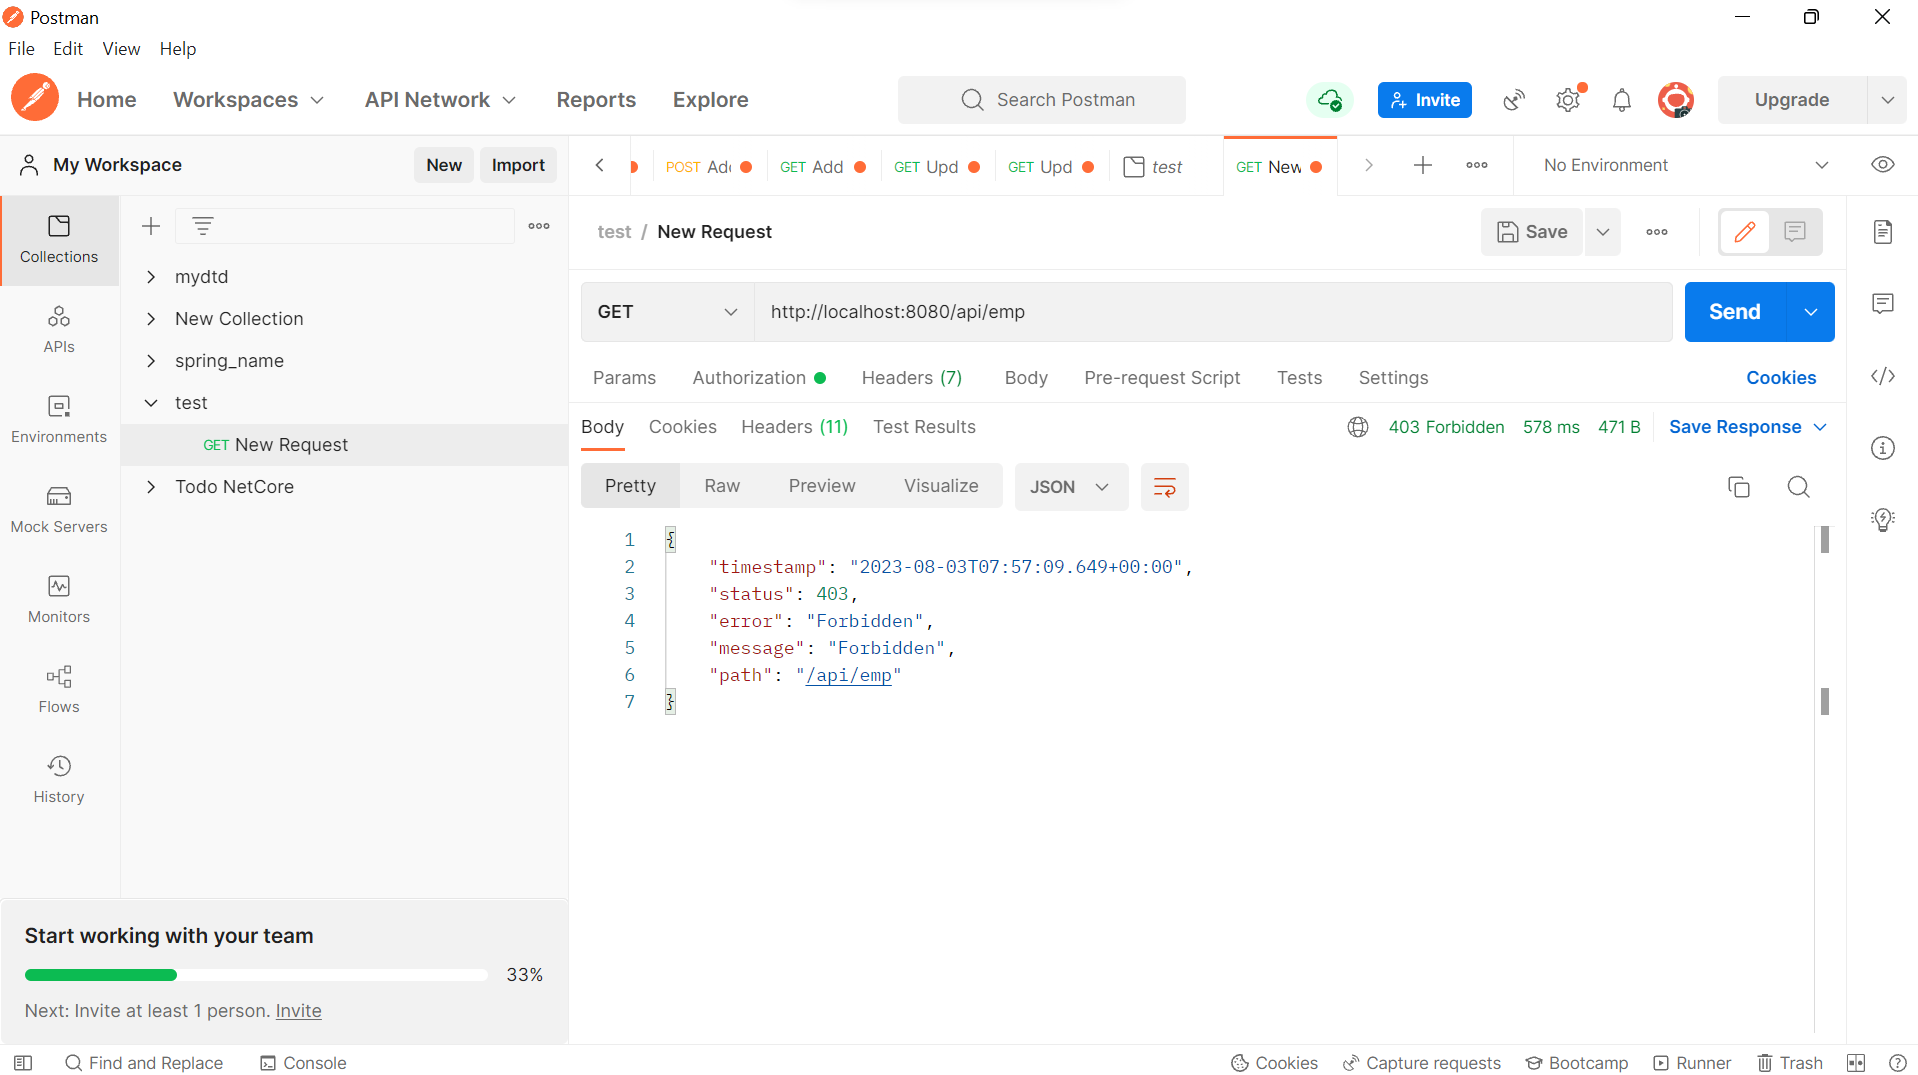 Postman
File Edit View Help
Home Workspaces API Network Reports Explore Search Postman Invite Upgrade
My Workspace New Import POST Add GET Add GET Upd GET Upd test GET New No Environment
Collections
APIs
Environments
Mock Servers
Monitors
Flows
History
mydtd
New Collection
spring_name
test
GET New Request
Todo NetCore
test / New Request Save
GET http://localhost:8080/api/emp Send
Params Authorization Headers (7) Body Pre-request Script Tests Settings Cookies
Body Cookies Headers (11) Test Results 403 Forbidden 578 ms 471 B Save Response
Pretty Raw Preview Visualize JSON
1 {
2 "timestamp": "2023-08-03T07:57:09.649+00:00",
3 "status": 403,
4 "error": "Forbidden",
5 "message": "Forbidden",
6 "path": "/api/emp"
7 }
Start working with your team
33%
Next: Invite at least 1 person. Invite
Find and Replace Console Cookies Capture requests Bootcamp Runner Trash